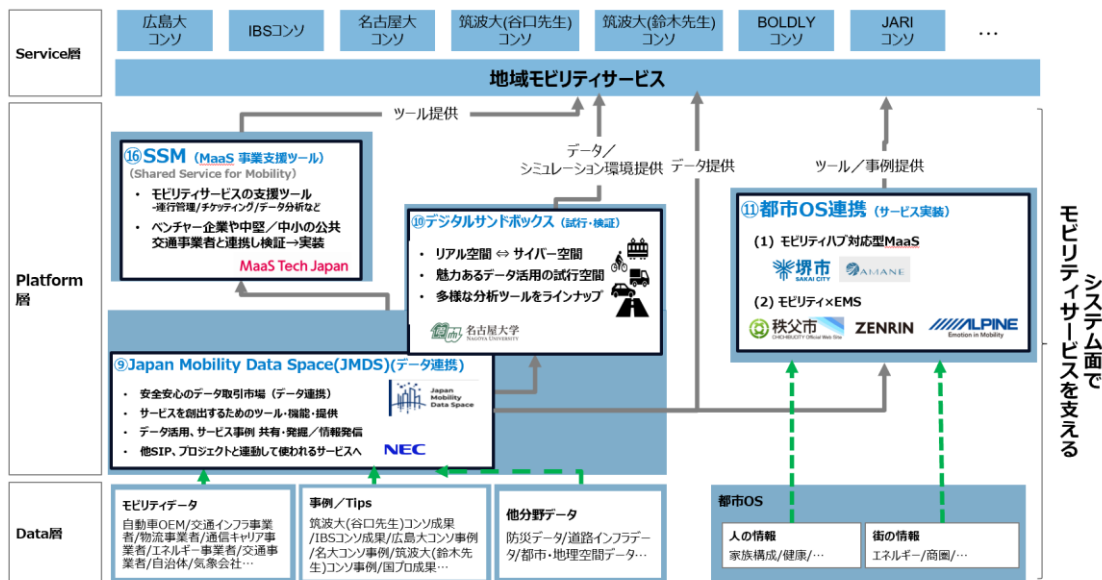 Service層
広島大
コンソ
IBSコンソ
名古屋大
コンソ
筑波大(谷口先生)
コンソ
筑波大(鈴木先生)
コンソ
BOLDLY
コンソ
JARI
コンソ
…
地域モビリティサービス
Platform
層
ツール提供
データ／
シミュレーション環境提供
データ提供
ツール／事例提供
⑯SSM (MaaS 事業支援ツール)
(Shared Service for Mobility)
• モビリティサービスの支援ツール
-運行管理/チケッティング/データ分析など
• ベンチャー企業や中堅／中小の公共
交通事業者と連携し検証→実装
MaaS Tech Japan
⑩デジタルサンドボックス (試行・検証)
• リアル空間 ⇔ サイバー空間
• 魅力あるデータ活用の試行空間
• 多様な分析ツールをラインナップ
名古屋大学
NAGOYA UNIVERSITY
⑪都市OS連携 (サービス実装)
(1) モビリティハブ対応型MaaS
堺市
SAKAI CITY
AMANE
(2) モビリティ×EMS
秩父市
CHICHIBUCITY Official Web Site
ZENRIN
ALPINE
Emotion in Mobility
⑨Japan Mobility Data Space(JMDS)(データ連携)
• 安全安心のデータ取引市場 (データ連携)
• サービスを創出するためのツール・機能・提供
• データ活用、サービス事例 共有・発掘／情報発信
• 他SIP、プロジェクトと連動して使われるサービスへ
Japan
Mobility
Data Space
NEC
システム面で
モビリティサービスを支える
Data層
モビリティデータ
自動車OEM/交通インフラ事業
者/物流事業者/通信キャリア事
業者/エネルギー事業者/交通事
業者/自治体/気象会社…
事例／Tips
筑波大(谷口先生)コンソ成果
/IBSコンソ成果/広島大コンソ事例
/名大コンソ事例/筑波大(鈴木先
生)コンソ事例/国プロ成果…
他分野データ
防災データ/道路インフラデ
ータ/都市・地理空間データ…
都市OS
人の情報
家族構成/健康/…
街の情報
エネルギー/商圏/…